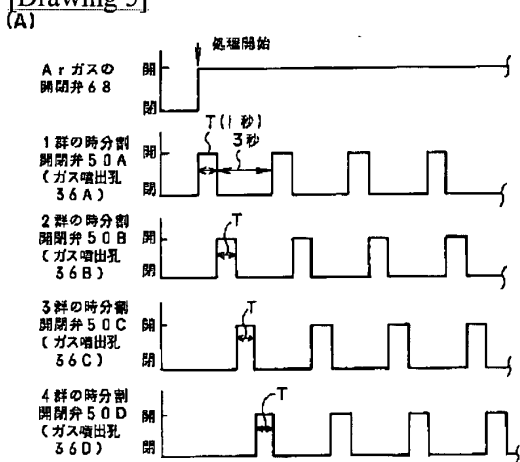 [Drawing 5]
(A)
処理開始
Arガスの
開閉弁68
開
閉
T(1秒)
3秒
1群の時分割
開閉弁50A
(ガス噴出孔
36A)
開
閉
T
2群の時分割
開閉弁50B
(ガス噴出孔
36B)
開
閉
T
3群の時分割
開閉弁50C
(ガス噴出孔
36C)
開
閉
T
4群の時分割
開閉弁50D
(ガス噴出孔
36D)
開
閉